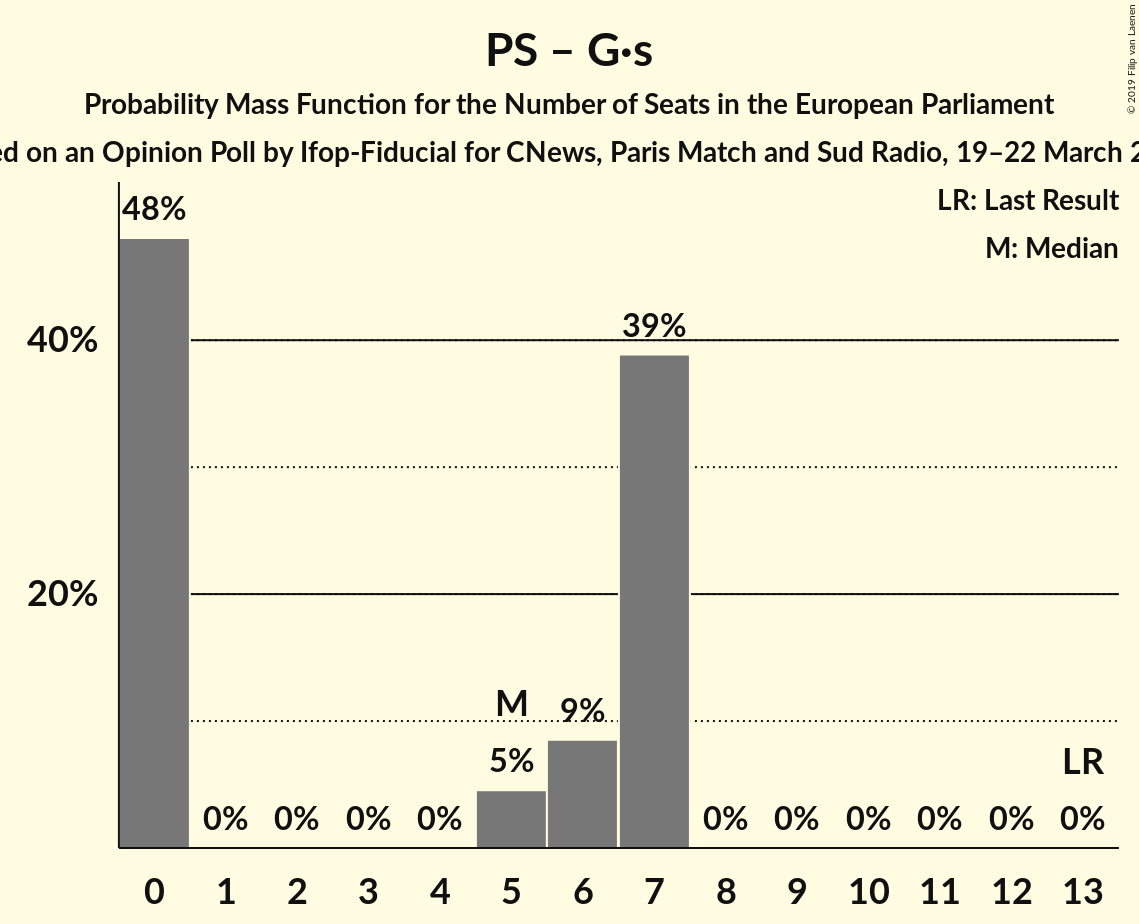 PS – G·s
Probability Mass Function for the Number of Seats in the European Parliament
on an Opinion Poll by Ifop-Fiducial for CNews, Paris Match and Sud Radio, 19–22 March
© 2019 Filip van Laenen
LR: Last Result
M: Median
48%
39%
40%
20%
M
9%
5%
LR
0% 0% 0% 0% 0% 0% 0% 0% 0% 0%
0 1 2 3 4 5 6 7 8 9 10 11 12 13